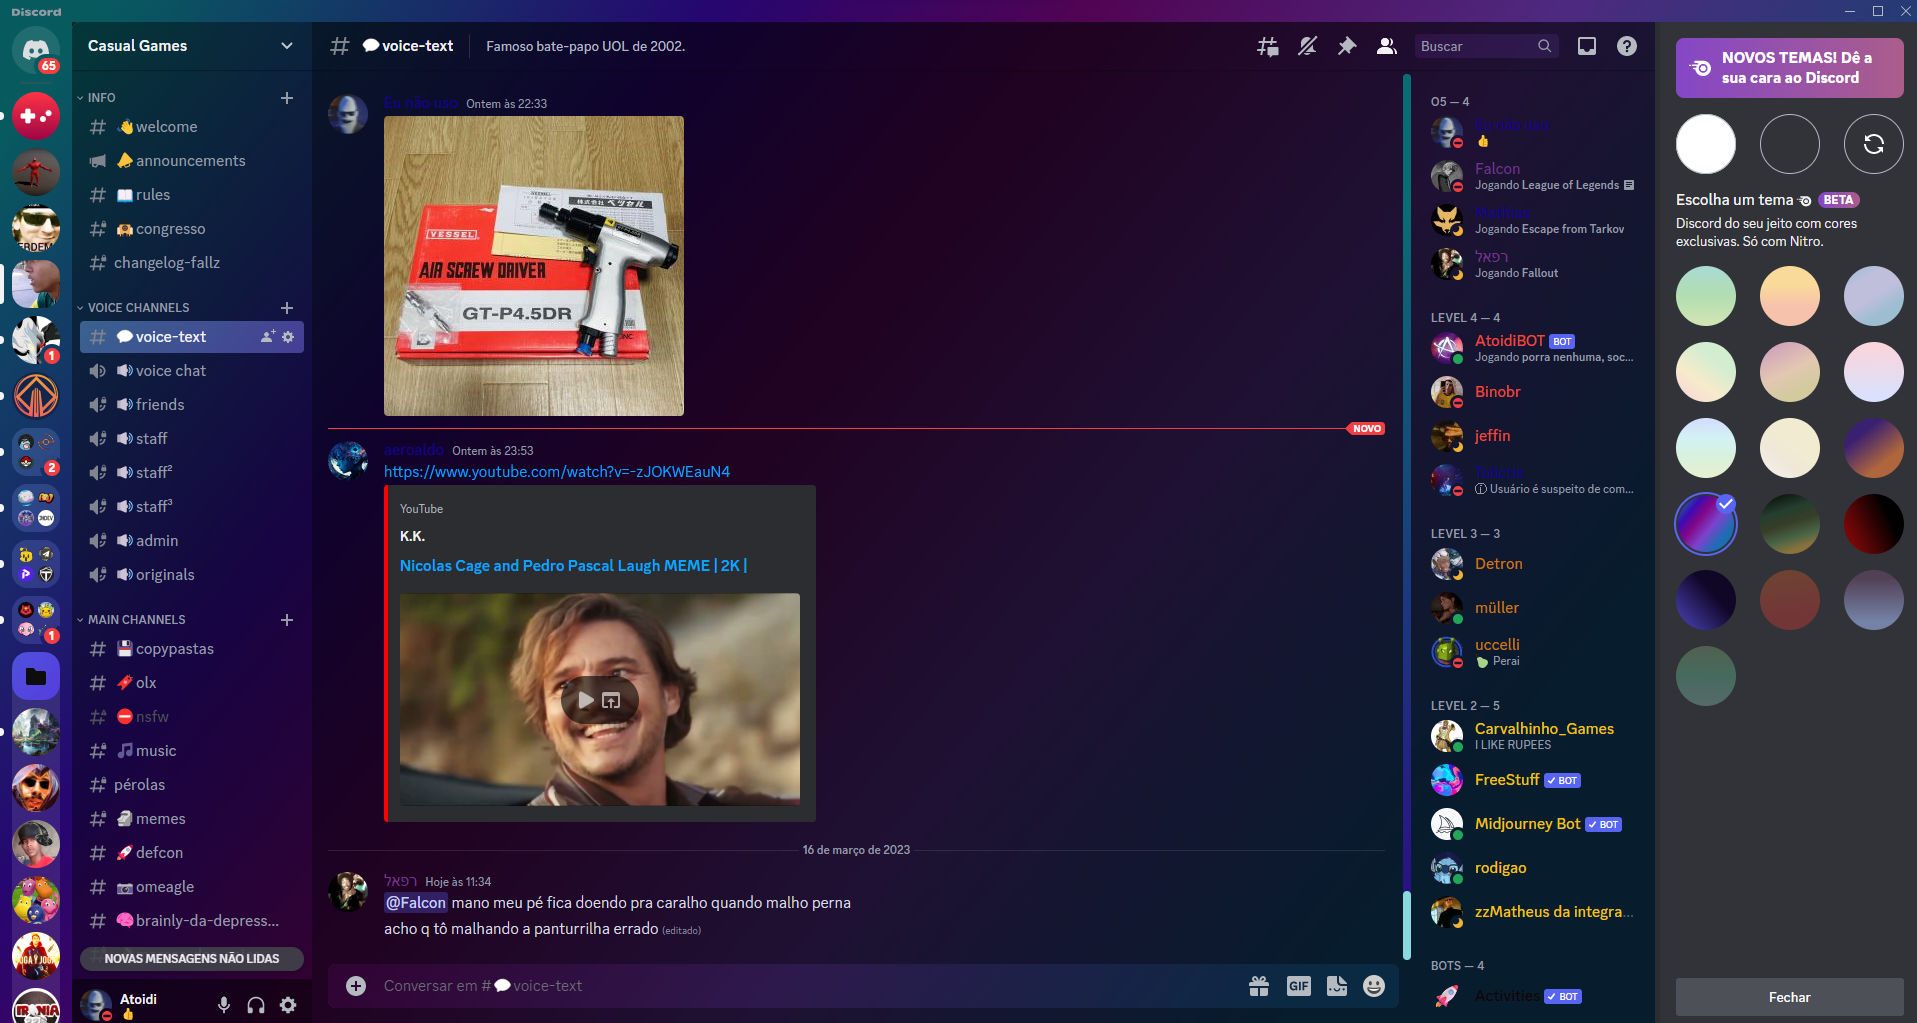 Discord
65
Casual Games
INFO
welcome
announcements
rules
congresso
changelog-fallz
VOICE CHANNELS
voice-text
voice chat
friends
staff
staff²
staff³
admin
originals
MAIN CHANNELS
copypastas
olx
nsfw
music
pérolas
memes
defcon
omeagle
brainly-da-depress...
NOVAS MENSAGENS NÃO LIDAS
Atoidi
1
2
1
voice-text
Famoso bate-papo UOL de 2002.
Buscar
Eu não uso Ontem às 22:33
VESSEL
AIR SCREW DRIVER
GT-P4.5DR
NOVO
aeroaldo Ontem às 23:53
https://www.youtube.com/watch?v=-zJOKWEauN4
YouTube
K.K.
Nicolas Cage and Pedro Pascal Laugh MEME | 2K |
16 de março de 2023
רפאל Hoje às 11:34
@Falcon mano meu pé fica doendo pra caralho quando malho perna
acho q tô malhando a panturrilha errado (editado)
Conversar em # voice-text
GIF
O5 — 4
Eu não uso
Falcon
Jogando League of Legends
Jogando Escape from Tarkov
רפאל
Jogando Fallout
LEVEL 4 — 4
AtoidiBOT BOT
Jogando porra nenhuma, soc...
Binobr
jeffin
Usuário é suspeito de com...
LEVEL 3 — 3
Detron
müller
uccelli
Perai
LEVEL 2 — 5
Carvalhinho_Games
I LIKE RUPEES
FreeStuff BOT
Midjourney Bot BOT
rodigao
zzMatheus da integra...
BOTS — 4
Activities BOT
NOVOS TEMAS! Dê a
sua cara ao Discord
Escolha um tema BETA
Discord do seu jeito com cores
exclusivas. Só com Nitro.
Fechar